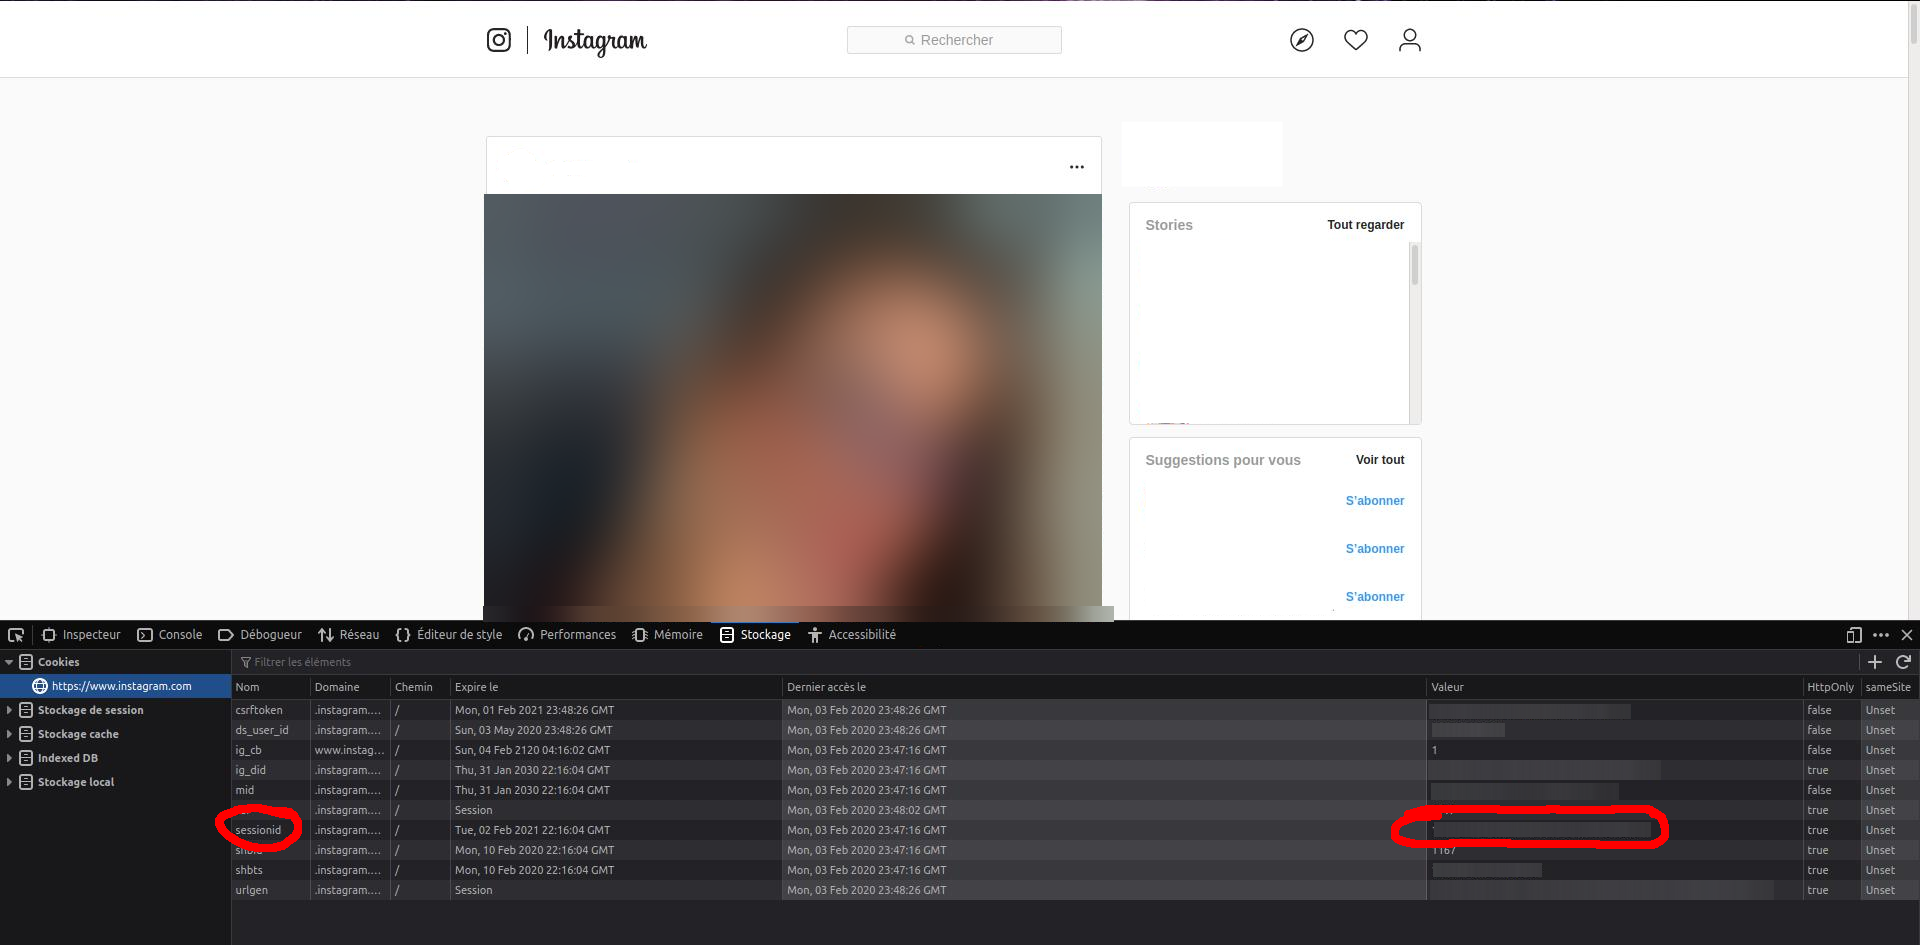 Instagram
Rechercher
Stories Tout regarder
Suggestions pour vous Voir tout
S'abonner
S'abonner
S'abonner
Inspecteur Console Débogueur Réseau {} Éditeur de style Performances Mémoire Stockage Accessibilité
Cookies
https://www.instagram.com
Stockage de session
Stockage cache
Indexed DB
Stockage local
Filtrer les éléments
Nom Domaine Chemin Expire le Dernier accès le Valeur HttpOnly sameSite
csrftoken .instagram.... / Mon, 01 Feb 2021 23:48:26 GMT Mon, 03 Feb 2020 23:48:26 GMT false Unset
ds_user_id .instagram.... / Sun, 03 May 2020 23:48:26 GMT Mon, 03 Feb 2020 23:48:26 GMT false Unset
ig_cb www.instag... / Sun, 04 Feb 2120 04:16:02 GMT Mon, 03 Feb 2020 23:47:16 GMT 1 false Unset
ig_did .instagram.... / Thu, 31 Jan 2030 22:16:04 GMT Mon, 03 Feb 2020 23:47:16 GMT true Unset
mid .instagram.... / Thu, 31 Jan 2030 22:16:04 GMT Mon, 03 Feb 2020 23:47:16 GMT false Unset
.instagram.... / Session Mon, 03 Feb 2020 23:48:02 GMT true Unset
sessionid .instagram.... / Tue, 02 Feb 2021 22:16:04 GMT Mon, 03 Feb 2020 23:47:16 GMT true Unset
shbid .instagram.... / Mon, 10 Feb 2020 22:16:04 GMT Mon, 03 Feb 2020 23:47:16 GMT 1167 true Unset
shbts .instagram.... / Mon, 10 Feb 2020 22:16:04 GMT Mon, 03 Feb 2020 23:47:16 GMT true Unset
urlgen .instagram.... / Session Mon, 03 Feb 2020 23:48:26 GMT true Unset